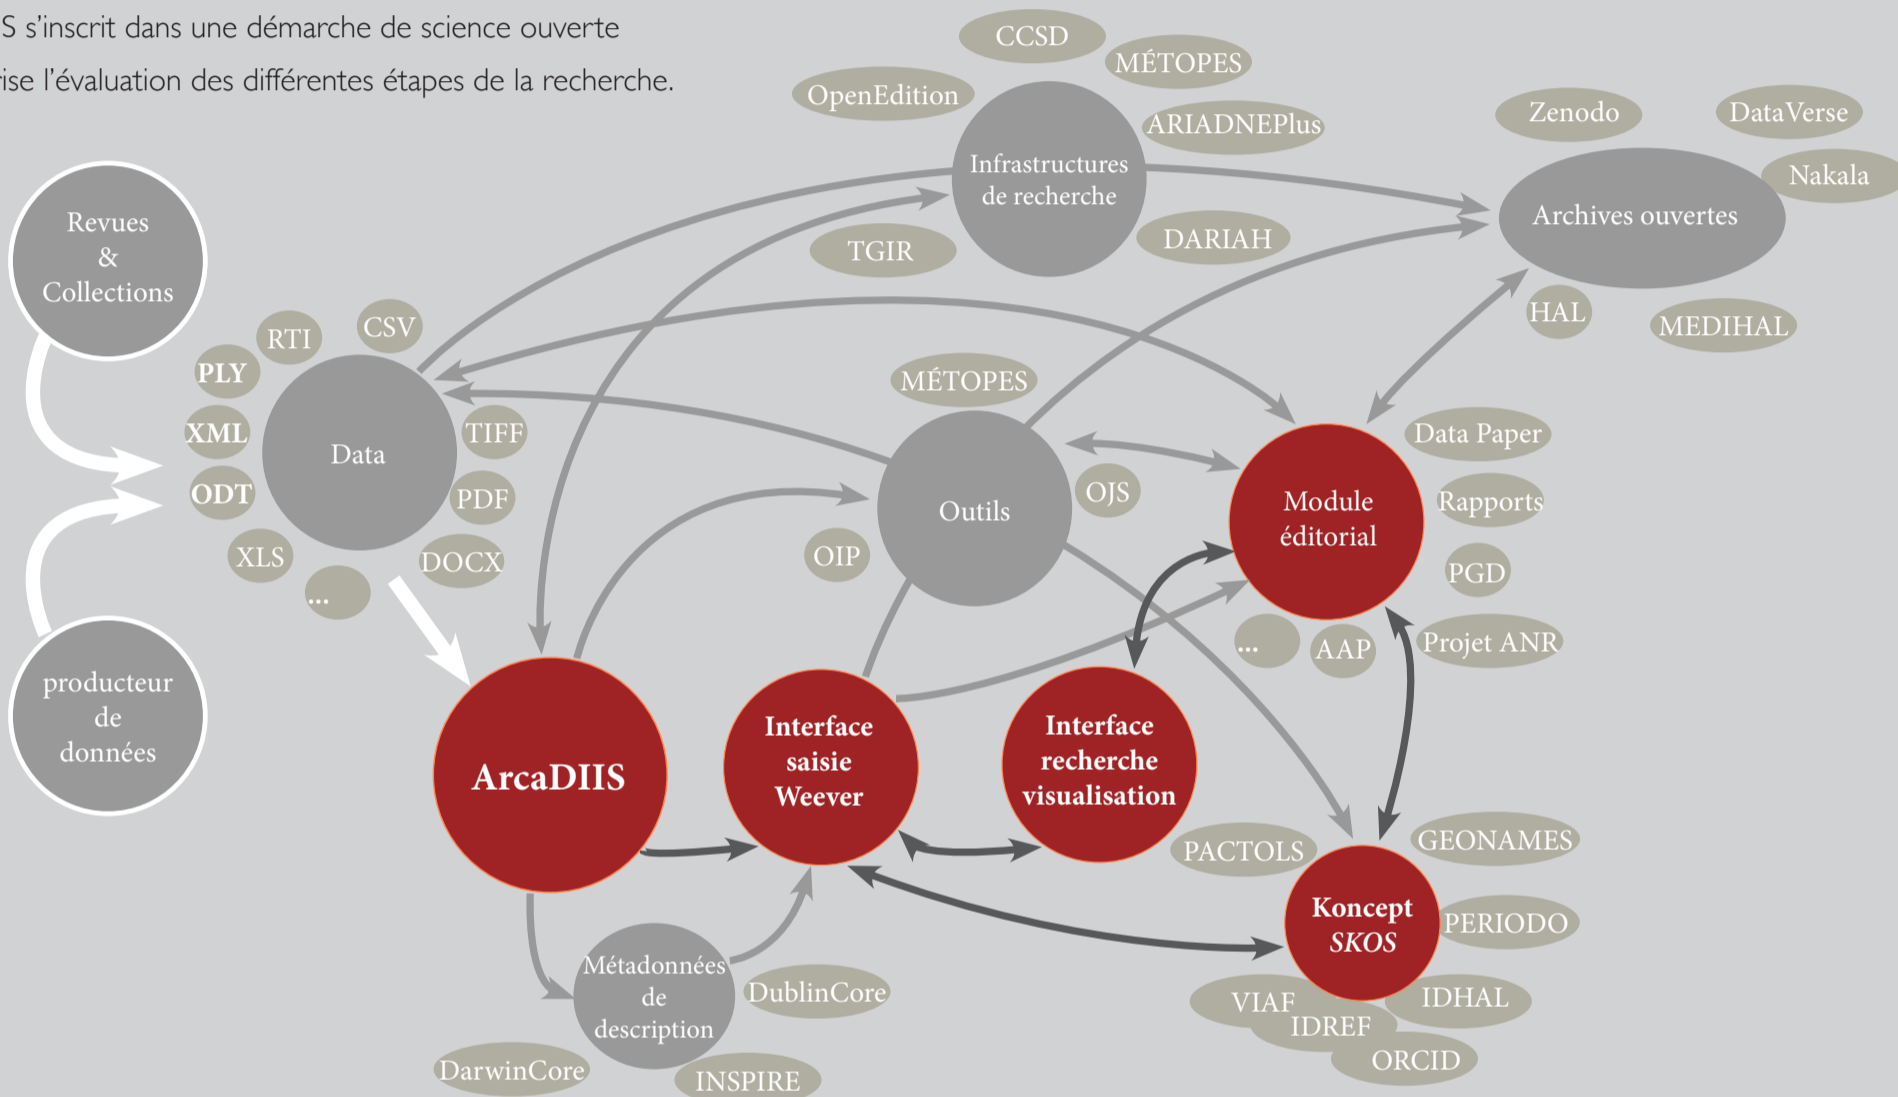 S s’inscrit dans une démarche de science ouverte
rise l’évaluation des différentes étapes de la recherche.
CCSD
MÉTOPES
OpenEdition
ARIADNEPlus
Infrastructures
de recherche
TGIR
DARIAH
Zenodo
DataVerse
Nakala
Archives ouvertes
HAL
MEDIHAL
Revues
&
Collections
producteur
de
données
RTI
CSV
PLY
XML
ODT
XLS
...
Data
TIFF
PDF
DOCX
MÉTOPES
Outils
OJS
OIP
Module
éditorial
Data Paper
Rapports
PGD
Projet ANR
AAP
...
ArcaDIIS
Interface
saisie
Weever
Interface
recherche
visualisation
PACTOLS
GEONAMES
Koncept
SKOS
PERIODO
VIAF
IDREF
IDHAL
ORCID
Métadonnées
de
description
DublinCore
DarwinCore
INSPIRE